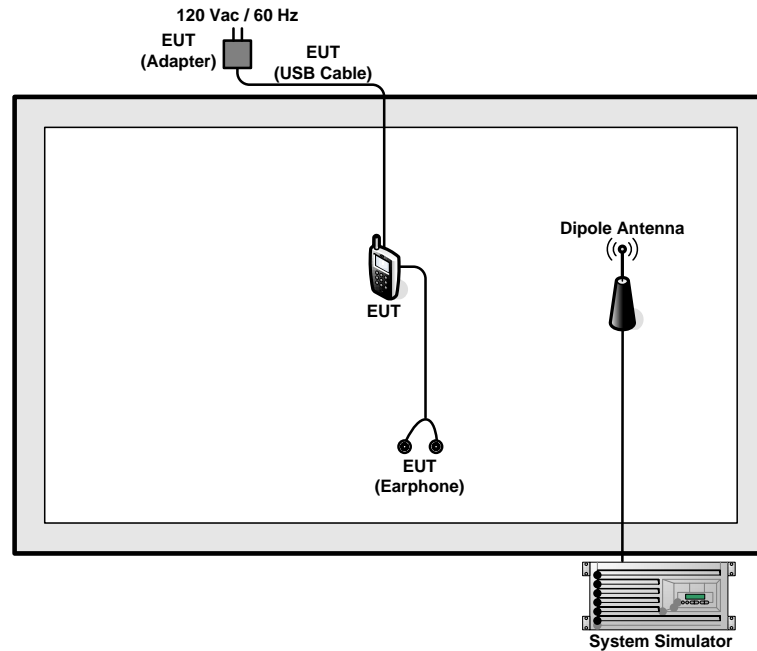 120 Vac / 60 Hz
EUT
(Adapter)
EUT
(USB Cable)
Dipole Antenna
EUT
EUT
(Earphone)
System Simulator